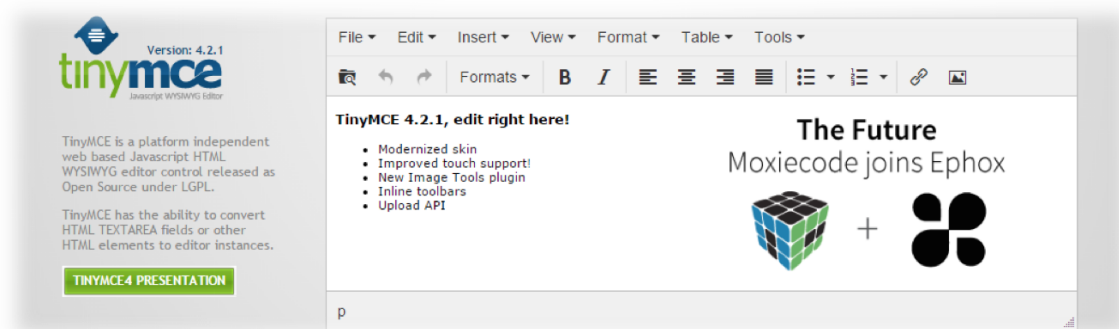 Version: 4.2.1
tinymce
Javascript WYSIWYG Editor
TinyMCE is a platform independent
web based Javascript HTML
WYSIWYG editor control released as
Open Source under LGPL.
TinyMCE has the ability to convert
HTML TEXTAREA fields or other
HTML elements to editor instances.
TINYMCE4 PRESENTATION
File Edit Insert View Format Table Tools
Formats B I
TinyMCE 4.2.1, edit right here!
Modernized skin
Improved touch support!
New Image Tools plugin
Inline toolbars
Upload API
The Future
Moxiecode joins Ephox
+
p